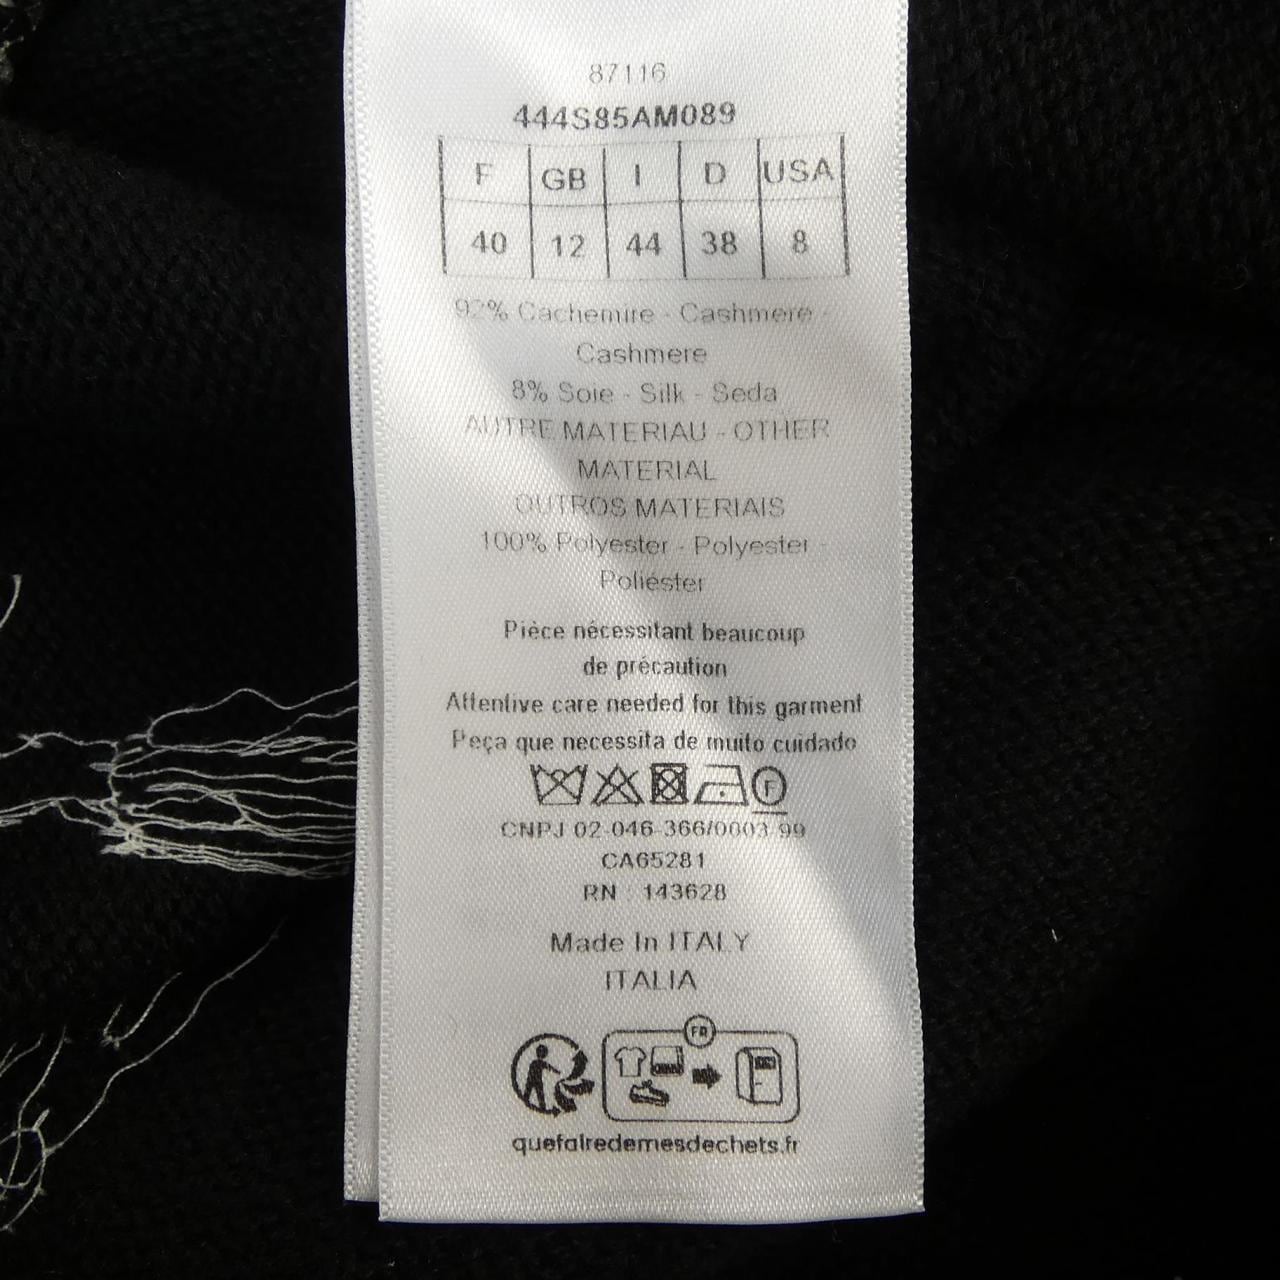 87116
444S85AM089
F GB I D USA
40 12 44 38 8
92% Cachemire - Cashmere -
Cashmere
8% Soie - Silk - Seda
AUTRE MATERIAU - OTHER
MATERIAL
OUTROS MATERIAIS
100% Polyester - Polyester -
Poliéster
Pièce nécessitant beaucoup
de précaution
Attentive care needed for this garment
Peça que necessita de muito cuidado
F
CNPJ 02-046-366/0003 99
CA65281
RN : 143628
Made In ITALY
ITALIA
FR
quefairedemesdechets.fr